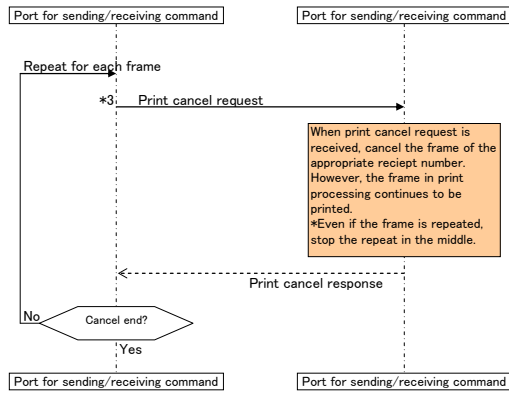 Port for sending/receiving command
Port for sending/receiving command
Repeat for each frame
*3 Print cancel request
When print cancel request is
received, cancel the frame of the
appropriate reciept number.
However, the frame in print
processing continues to be
printed.
*Even if the frame is repeated,
stop the repeat in the middle.
Print cancel response
No
Cancel end?
Yes
Port for sending/receiving command
Port for sending/receiving command